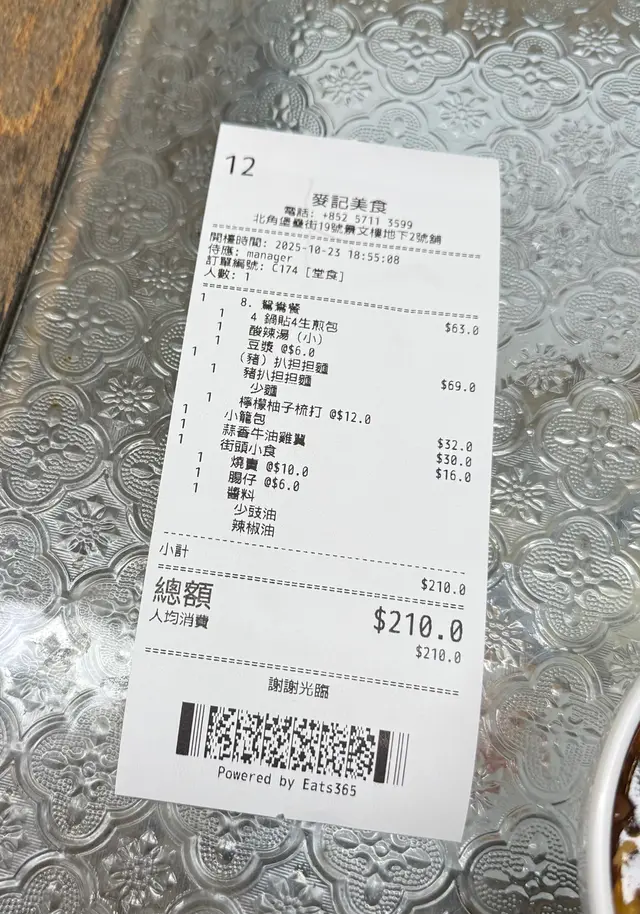 12
麥記美食
電話: +852 5711 3599
北角堡壘街19號景文樓地下2號舖
開檯時間: 2025-10-23 18:55:08
侍應: manager
訂單編號: C174 [堂食]
人數: 1
1 8. 鴛鴦餐 $63.0
1 4 鍋貼4生煎包
1 酸辣湯（小）
1 豆漿 @$6.0
1 （豬）扒担担麵 $69.0
1 豬扒担担麵
少麵
1 檸檬柚子梳打 @$12.0
1 小籠包 $32.0
1 蒜香牛油雞翼 $30.0
1 街頭小食 $16.0
1 燒賣 @$10.0
1 腸仔 @$6.0
1 醬料
少豉油
辣椒油
小計 $210.0
總額 $210.0
人均消費 $210.0
謝謝光臨
Powered by Eats365